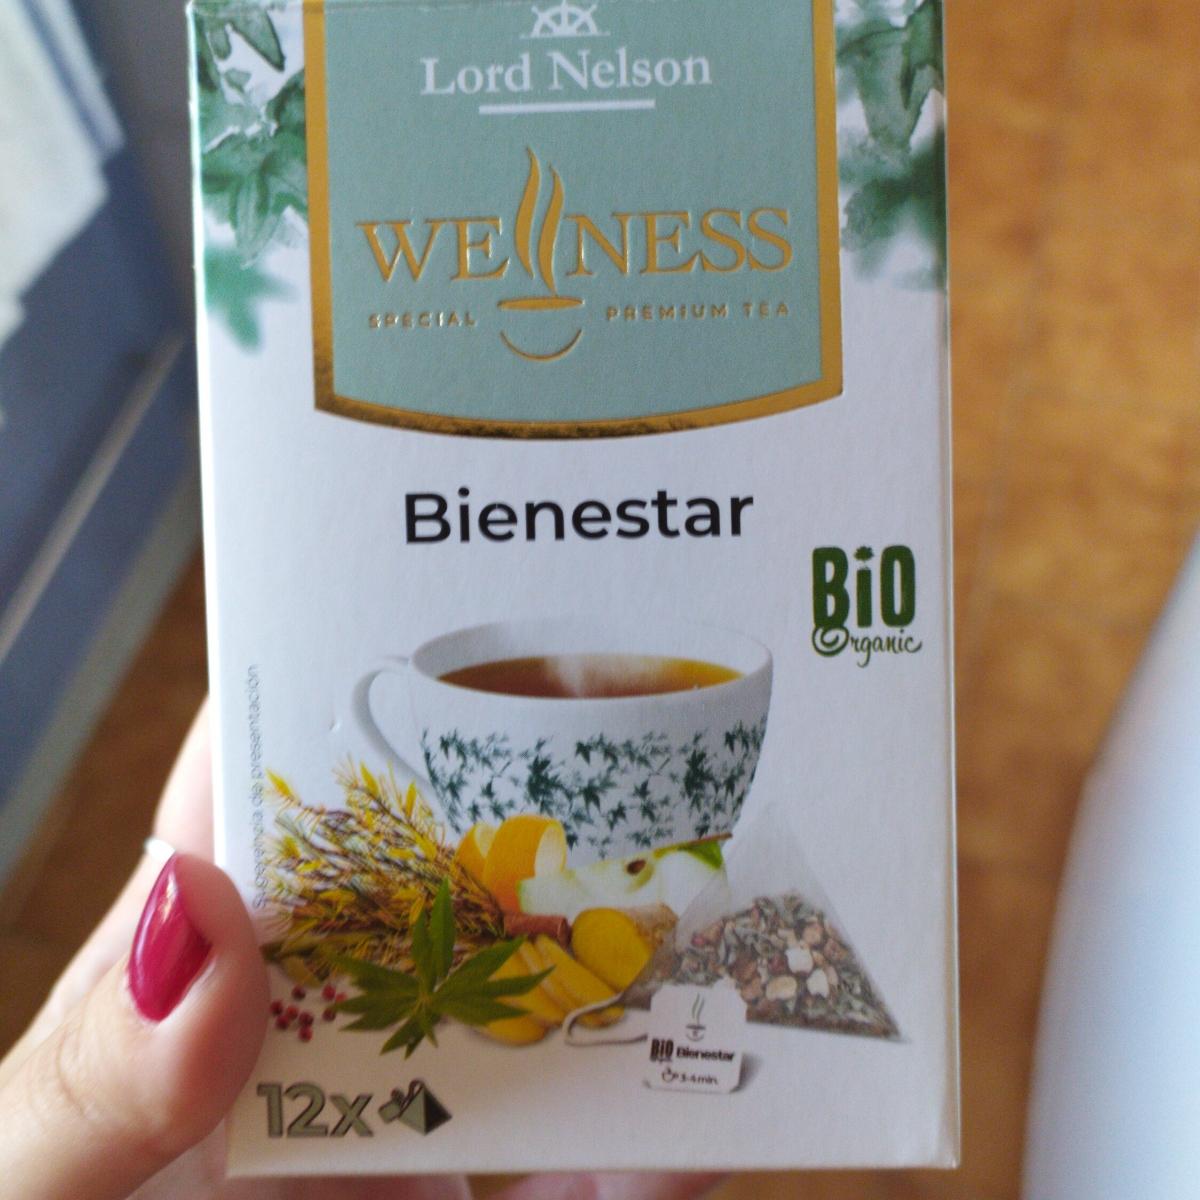 Lord Nelson
WEllNESS
SPECIAL PREMIUM TEA
Bienestar
BiO
Organic
Sugerencia de presentación
BiO Bienestar
3-4 min
12x